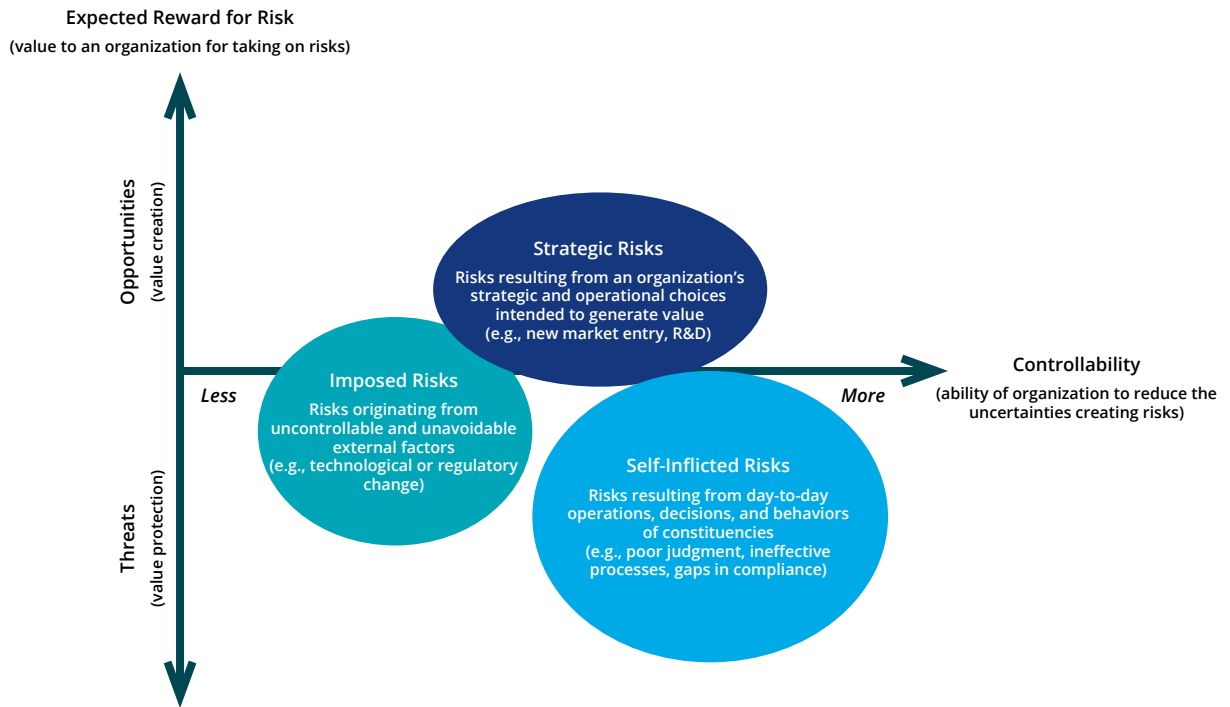 Expected Reward for Risk
(value to an organization for taking on risks)
Opportunities
(value creation)
Strategic Risks
Risks resulting from an organization’s
strategic and operational choices
intended to generate value
(e.g., new market entry, R&D)
Less
More
Controllability
(ability of organization to reduce the
uncertainties creating risks)
Imposed Risks
Risks originating from
uncontrollable and unavoidable
external factors
(e.g., technological or regulatory
change)
Self-Inflicted Risks
Risks resulting from day-to-day
operations, decisions, and behaviors
of constituencies
(e.g., poor judgment, ineffective
processes, gaps in compliance)
Threats
(value protection)